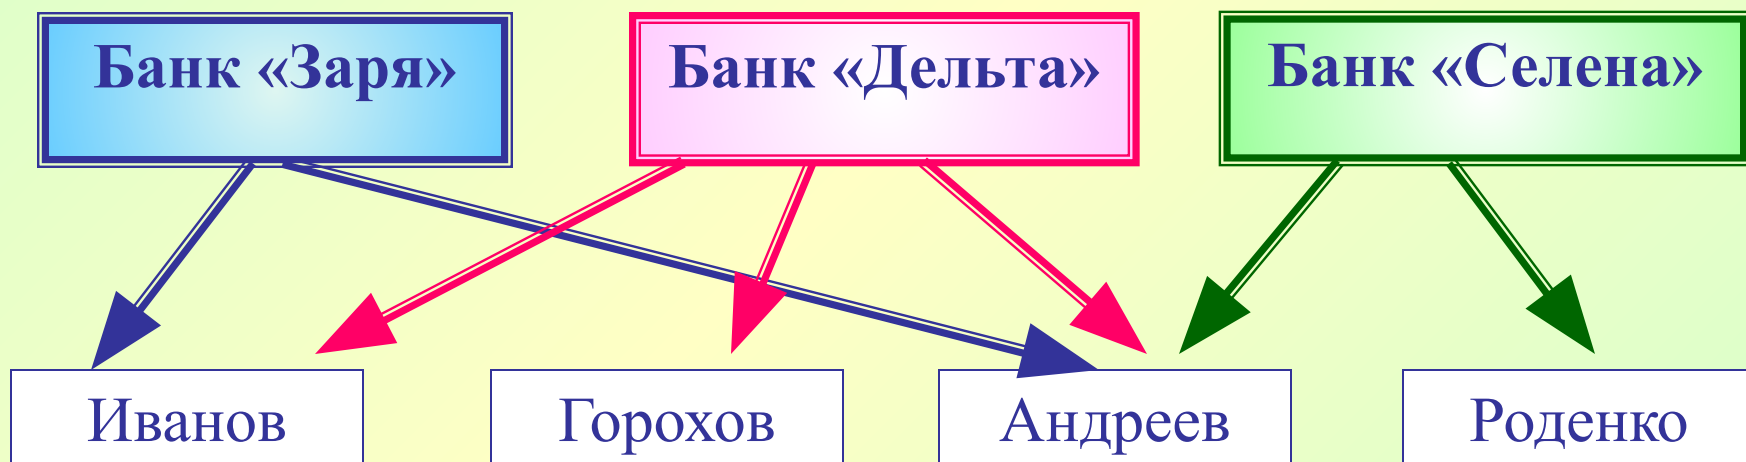 Банк «Заря»
Банк «Дельта»
Банк «Селена»
Иванов
Горохов
Андреев
Роденко